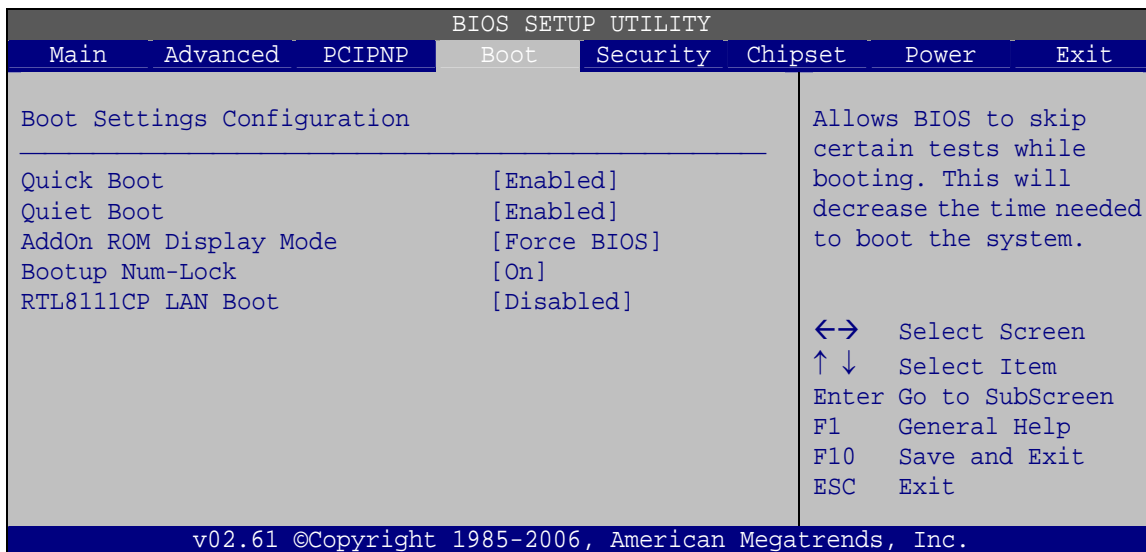 BIOS SETUP UTILITY
Main Advanced PCIPNP Boot Security Chipset Power Exit
Boot Settings Configuration
Quick Boot [Enabled]
Quiet Boot [Enabled]
AddOn ROM Display Mode [Force BIOS]
Bootup Num-Lock [On]
RTL8111CP LAN Boot [Disabled]
Allows BIOS to skip
certain tests while
booting. This will
decrease the time needed
to boot the system.
←→ Select Screen
↑ ↓ Select Item
Enter Go to SubScreen
F1 General Help
F10 Save and Exit
ESC Exit
v02.61 ©Copyright 1985-2006, American Megatrends, Inc.